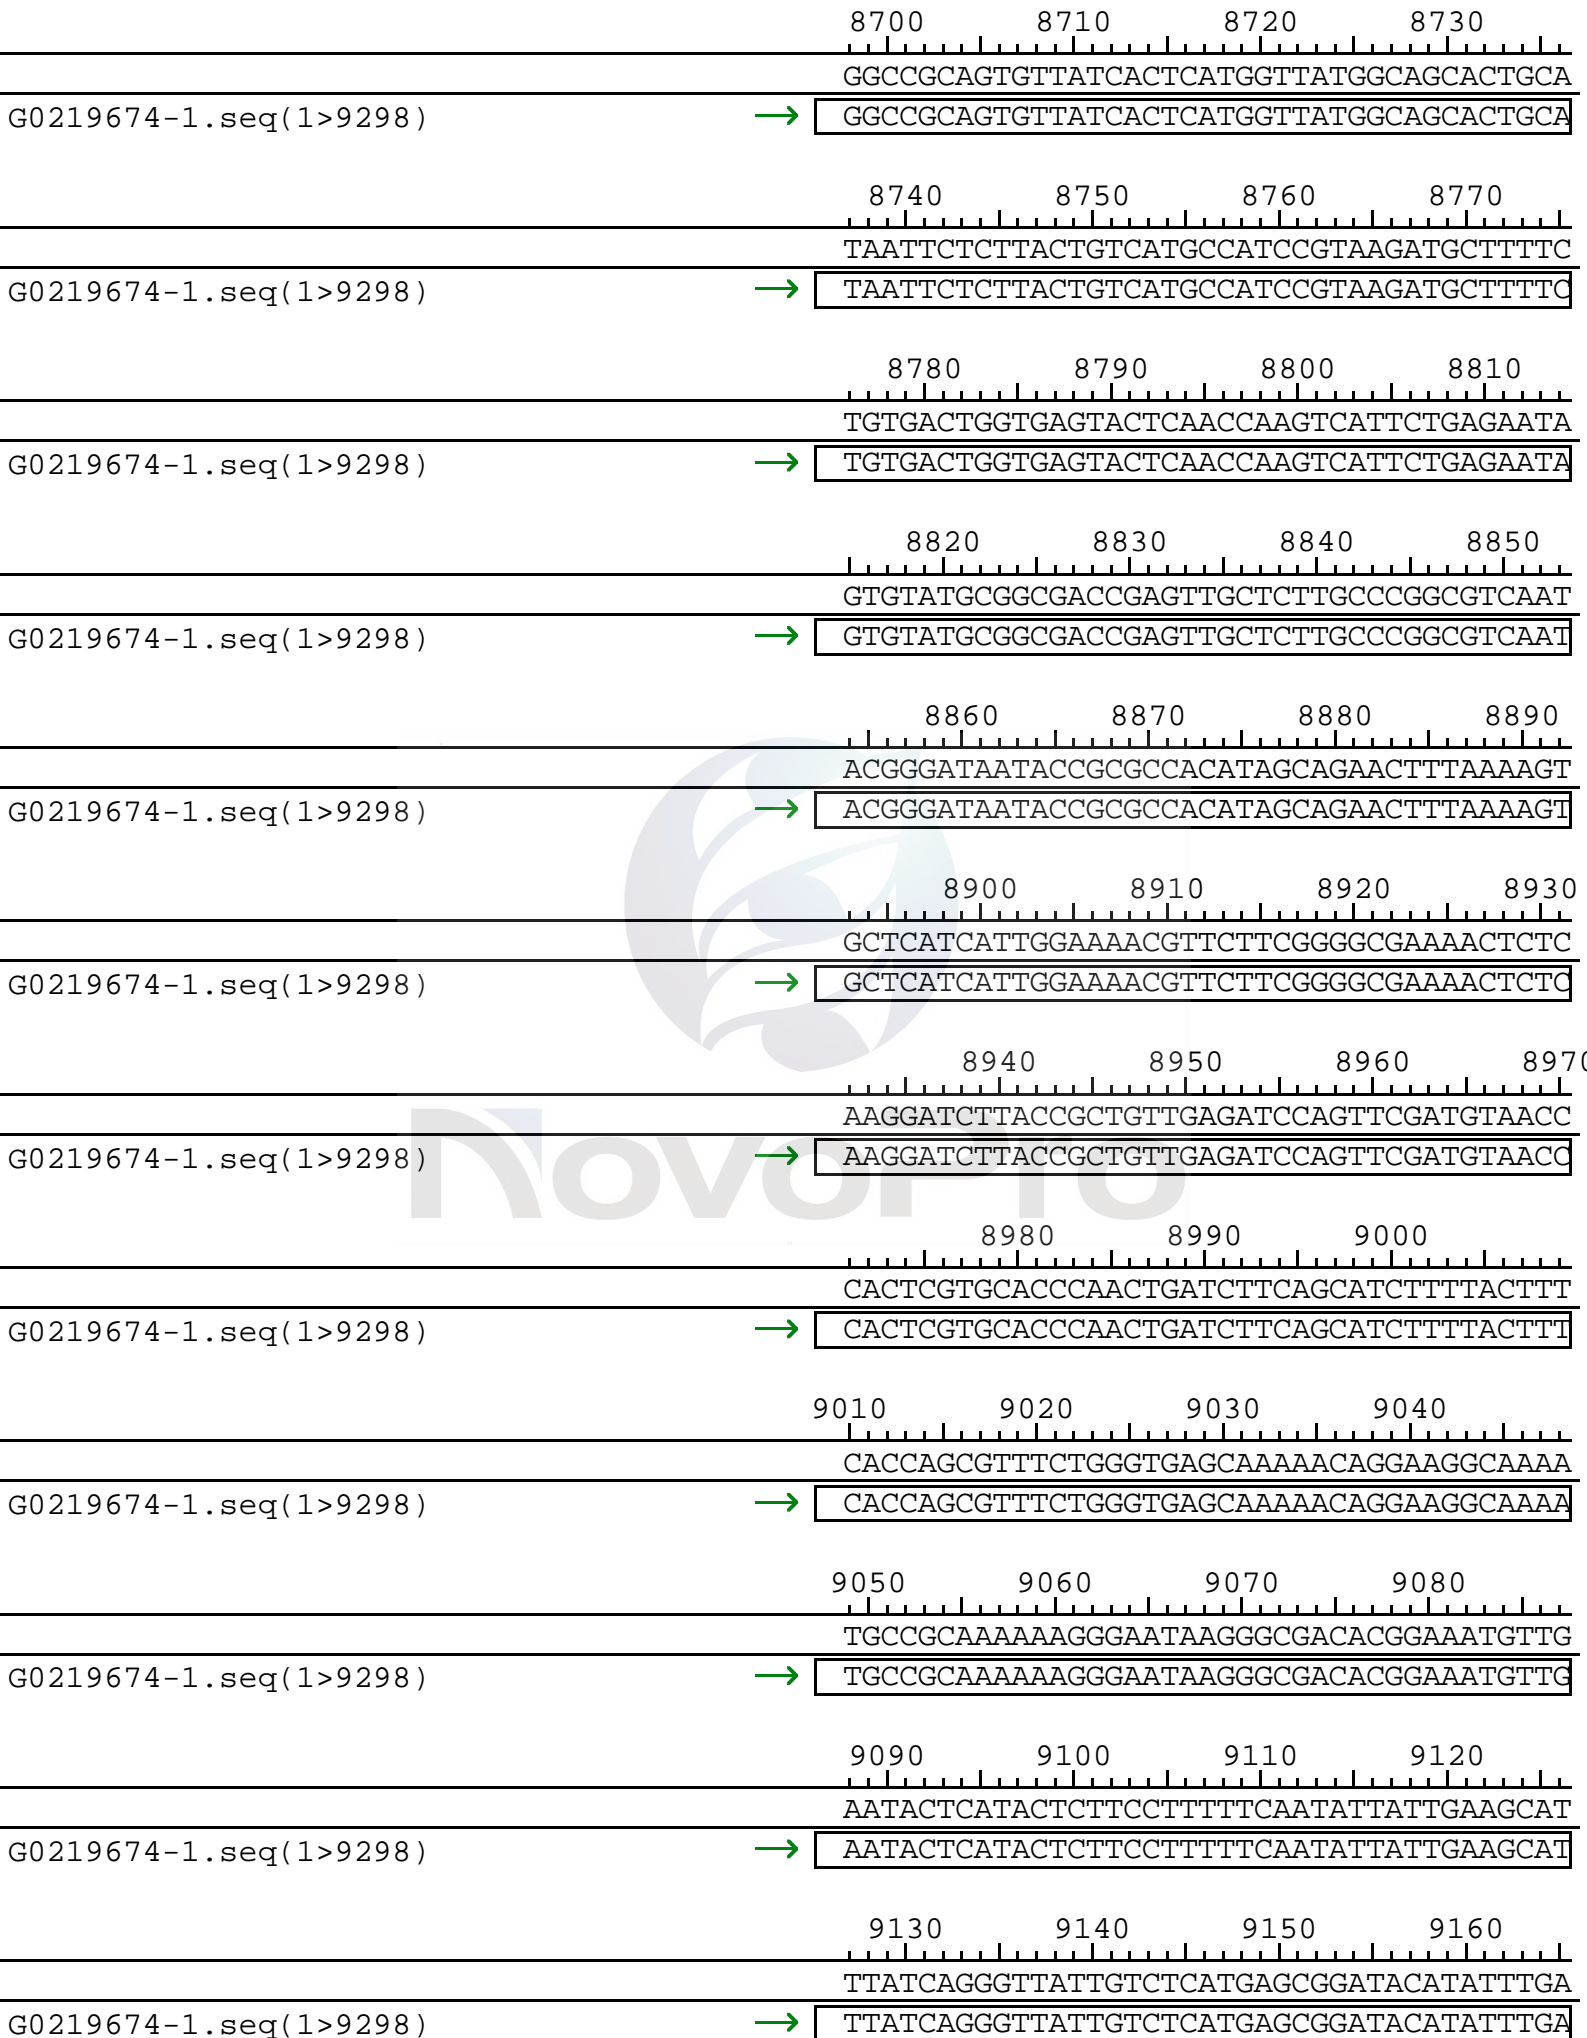 8700 8710 8720 8730
GGCCGCAGTGTTATCACTCATGGTTATGGCAGCACTGCA
G0219674-1.seq(1>9298) → GGCCGCAGTGTTATCACTCATGGTTATGGCAGCACTGCA
8740 8750 8760 8770
TAATTCTCTTACTGTCATGCCATCCGTAAGATGCTTTTC
G0219674-1.seq(1>9298) → TAATTCTCTTACTGTCATGCCATCCGTAAGATGCTTTTC
8780 8790 8800 8810
TGTGACTGGTGAGTACTCAACCAAGTCATTCTGAGAATA
G0219674-1.seq(1>9298) → TGTGACTGGTGAGTACTCAACCAAGTCATTCTGAGAATA
8820 8830 8840 8850
GTGTATGCGGCGACCGAGTTGCTCTTGCCCGGCGTCAAT
G0219674-1.seq(1>9298) → GTGTATGCGGCGACCGAGTTGCTCTTGCCCGGCGTCAAT
8860 8870 8880 8890
ACGGGATAATACCGCGCCACATAGCAGAACTTTAAAAGT
G0219674-1.seq(1>9298) → ACGGGATAATACCGCGCCACATAGCAGAACTTTAAAAGT
8900 8910 8920 8930
GCTCATCATTGGAAAACGTTCTTCGGGGCGAAAACTCTC
G0219674-1.seq(1>9298) → GCTCATCATTGGAAAACGTTCTTCGGGGCGAAAACTCTC
8940 8950 8960 8970
AAGGATCTTACCGCTGTTGAGATCCAGTTCGATGTAACC
G0219674-1.seq(1>9298) → AAGGATCTTACCGCTGTTGAGATCCAGTTCGATGTAACC
NovoPro
8980 8990 9000
CACTCGTGCACCCAACTGATCTTCAGCATCTTTTACTTT
G0219674-1.seq(1>9298) → CACTCGTGCACCCAACTGATCTTCAGCATCTTTTACTTT
9010 9020 9030 9040
CACCAGCGTTTCTGGGTGAGCAAAAACAGGAAGGCAAAA
G0219674-1.seq(1>9298) → CACCAGCGTTTCTGGGTGAGCAAAAACAGGAAGGCAAAA
9050 9060 9070 9080
TGCCGCAAAAAAGGGAATAAGGGCGACACGGAAATGTTG
G0219674-1.seq(1>9298) → TGCCGCAAAAAAGGGAATAAGGGCGACACGGAAATGTTG
9090 9100 9110 9120
AATACTCATACTCTTCCTTTTTCAATATTATTGAAGCAT
G0219674-1.seq(1>9298) → AATACTCATACTCTTCCTTTTTCAATATTATTGAAGCAT
9130 9140 9150 9160
TTATCAGGGTTATTGTCTCATGAGCGGATACATATTTGA
G0219674-1.seq(1>9298) → TTATCAGGGTTATTGTCTCATGAGCGGATACATATTTGA